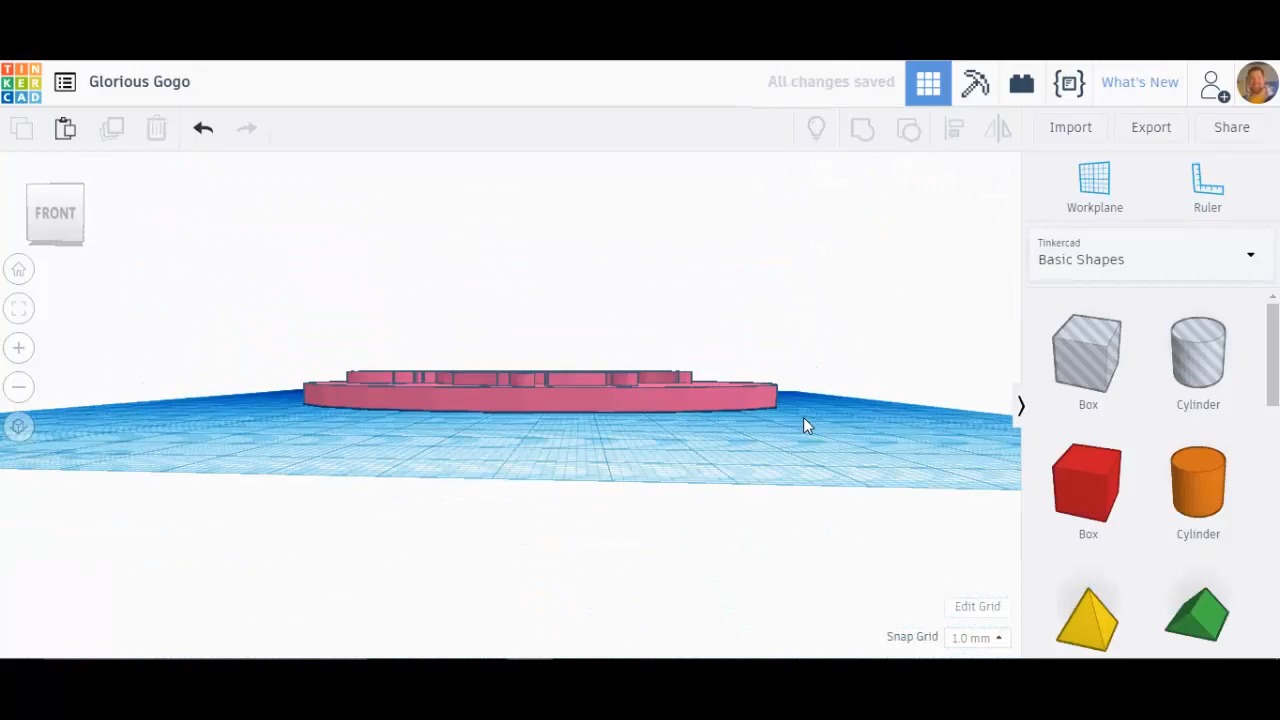 TIN
KER
CAD
Glorious Gogo
All changes saved
What's New
Import
Export
Share
FRONT
Workplane
Ruler
Tinkercad
Basic Shapes
Box
Cylinder
Box
Cylinder
Edit Grid
Snap Grid
1.0 mm